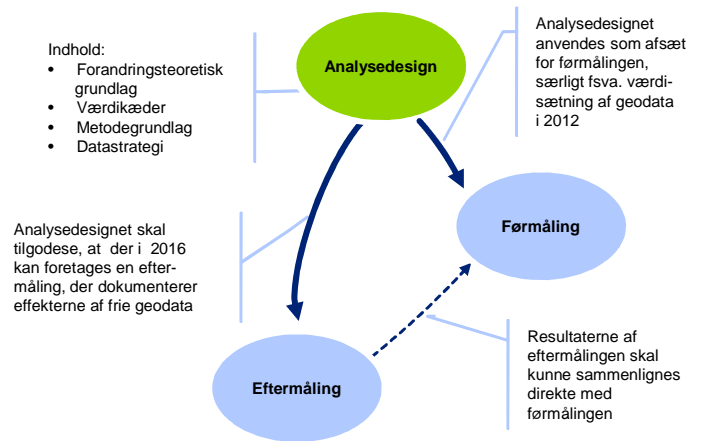 Indhold:
• Forandringsteoretisk
grundlag
• Værdikæder
• Metodegrundlag
• Datastrategi
Analysedesign
Analysedesignet
anvendes som afsæt
for førmålingen,
særligt fsva. værdi-
sætning af geodata
i 2012
Analysedesignet skal
tilgodese, at der i 2016
kan foretages en efter-
måling, der dokumenterer
effekterne af frie geodata
Førmåling
Eftermåling
Resultaterne af
eftermålingen skal
kunne sammenlignes
direkte med
førmålingen